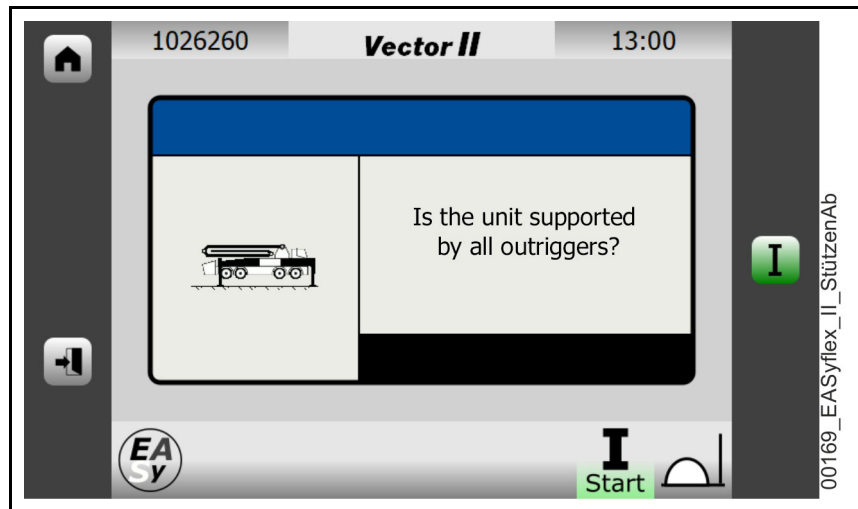 1026260
Vector II
13:00
Is the unit supported
by all outriggers?
I
EA
Sy
I
Start
00169_EASyflex_II_StützenAb